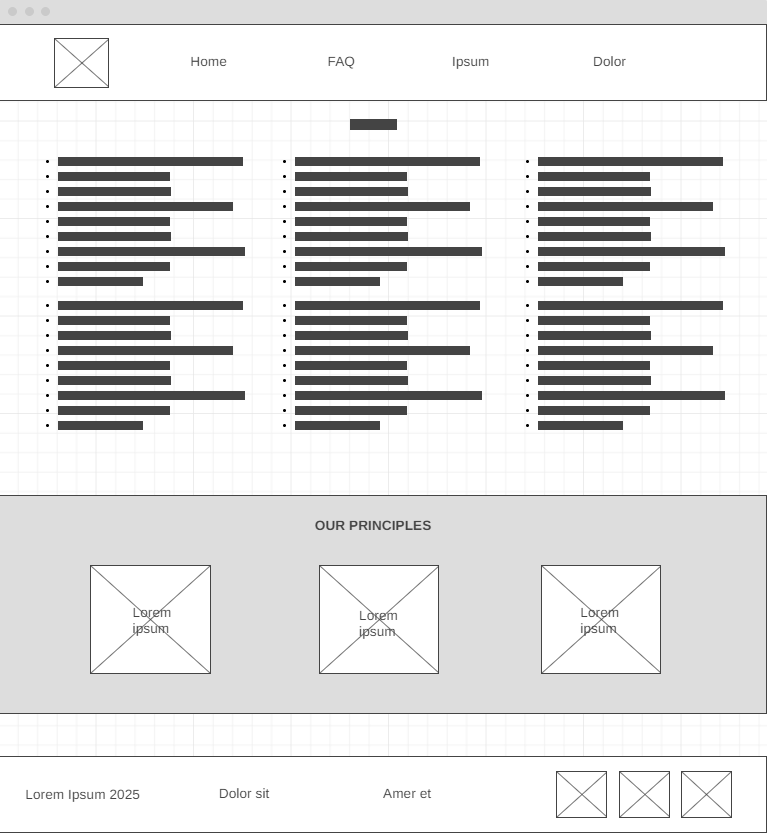 Home
FAQ
Ipsum
Dolor
OUR PRINCIPLES
Lorem
ipsum
Lorem
ipsum
Lorem
ipsum
Lorem Ipsum 2025
Dolor sit
Amer et